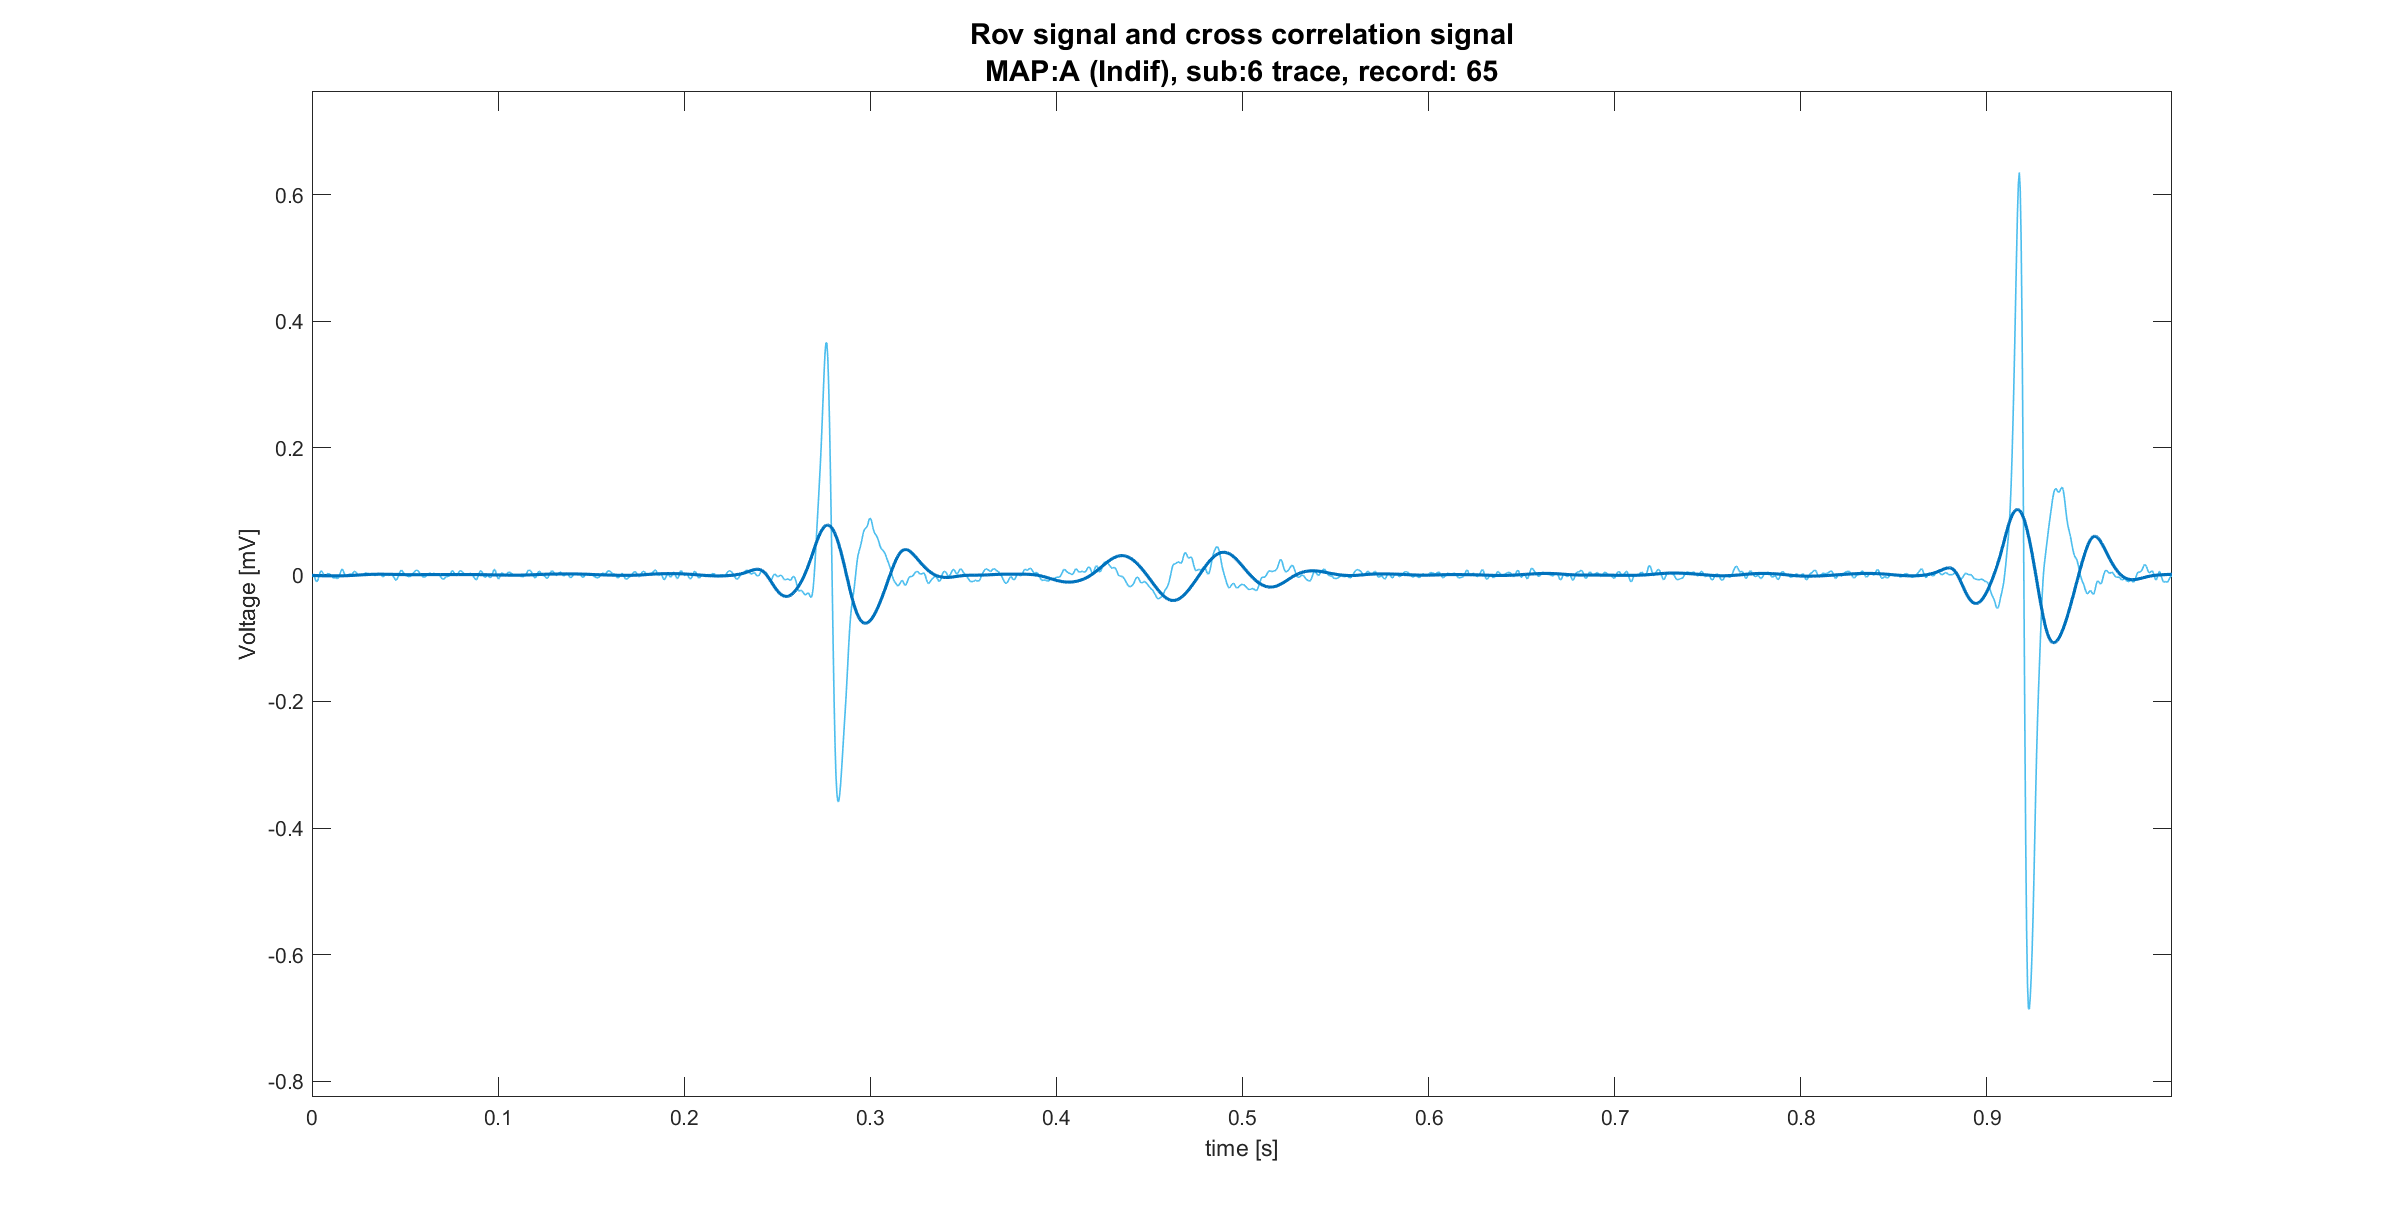 Rov signal and cross correlation signal
MAP:A (Indif), sub:6 trace, record: 65
0.6
0.4
0.2
0
-0.2
-0.4
-0.6
-0.8
Voltage [mV]
0 0.1 0.2 0.3 0.4 0.5 0.6 0.7 0.8 0.9
time [s]